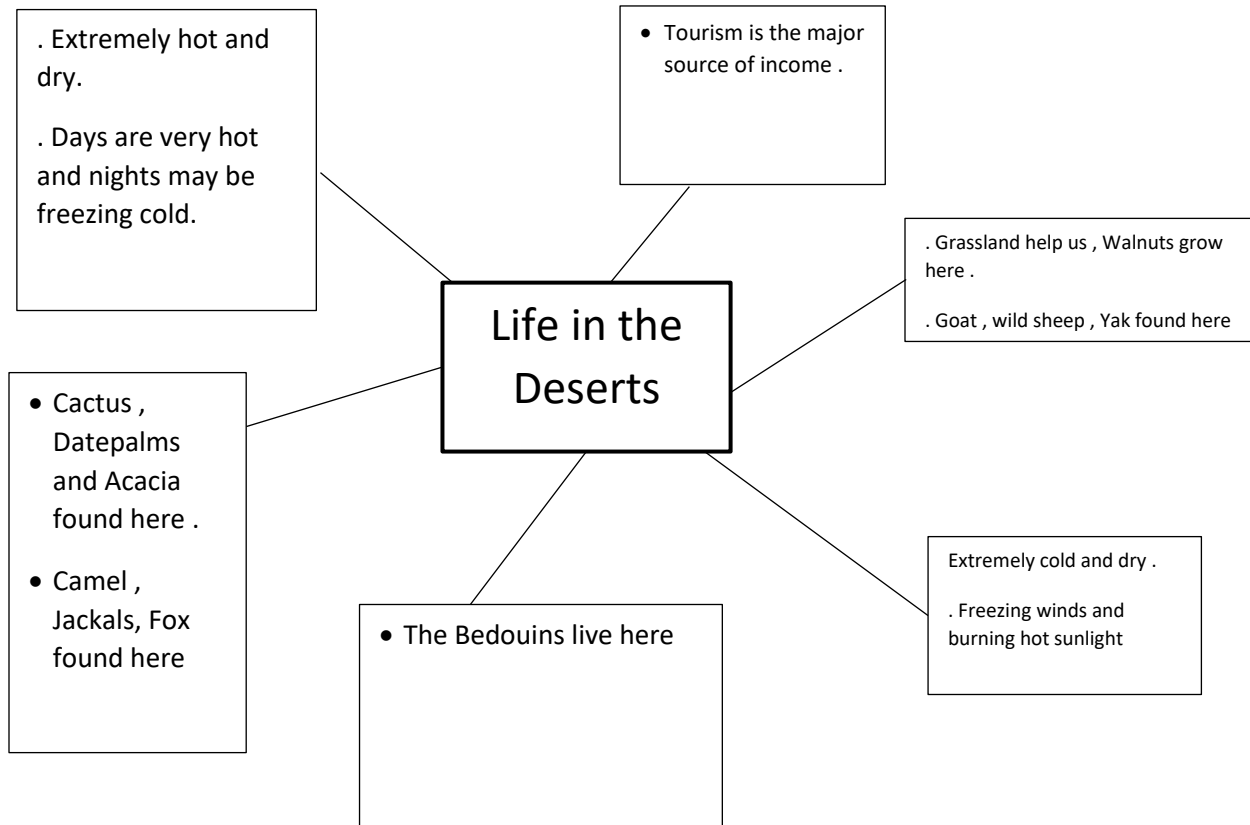 . Extremely hot and
dry.
. Days are very hot
and nights may be
freezing cold.
• Tourism is the major
source of income .
. Grassland help us , Walnuts grow
here .
. Goat , wild sheep , Yak found here
Life in the
Deserts
• Cactus ,
Datepalms
and Acacia
found here .
• Camel ,
Jackals, Fox
found here
• The Bedouins live here
Extremely cold and dry .
. Freezing winds and
burning hot sunlight